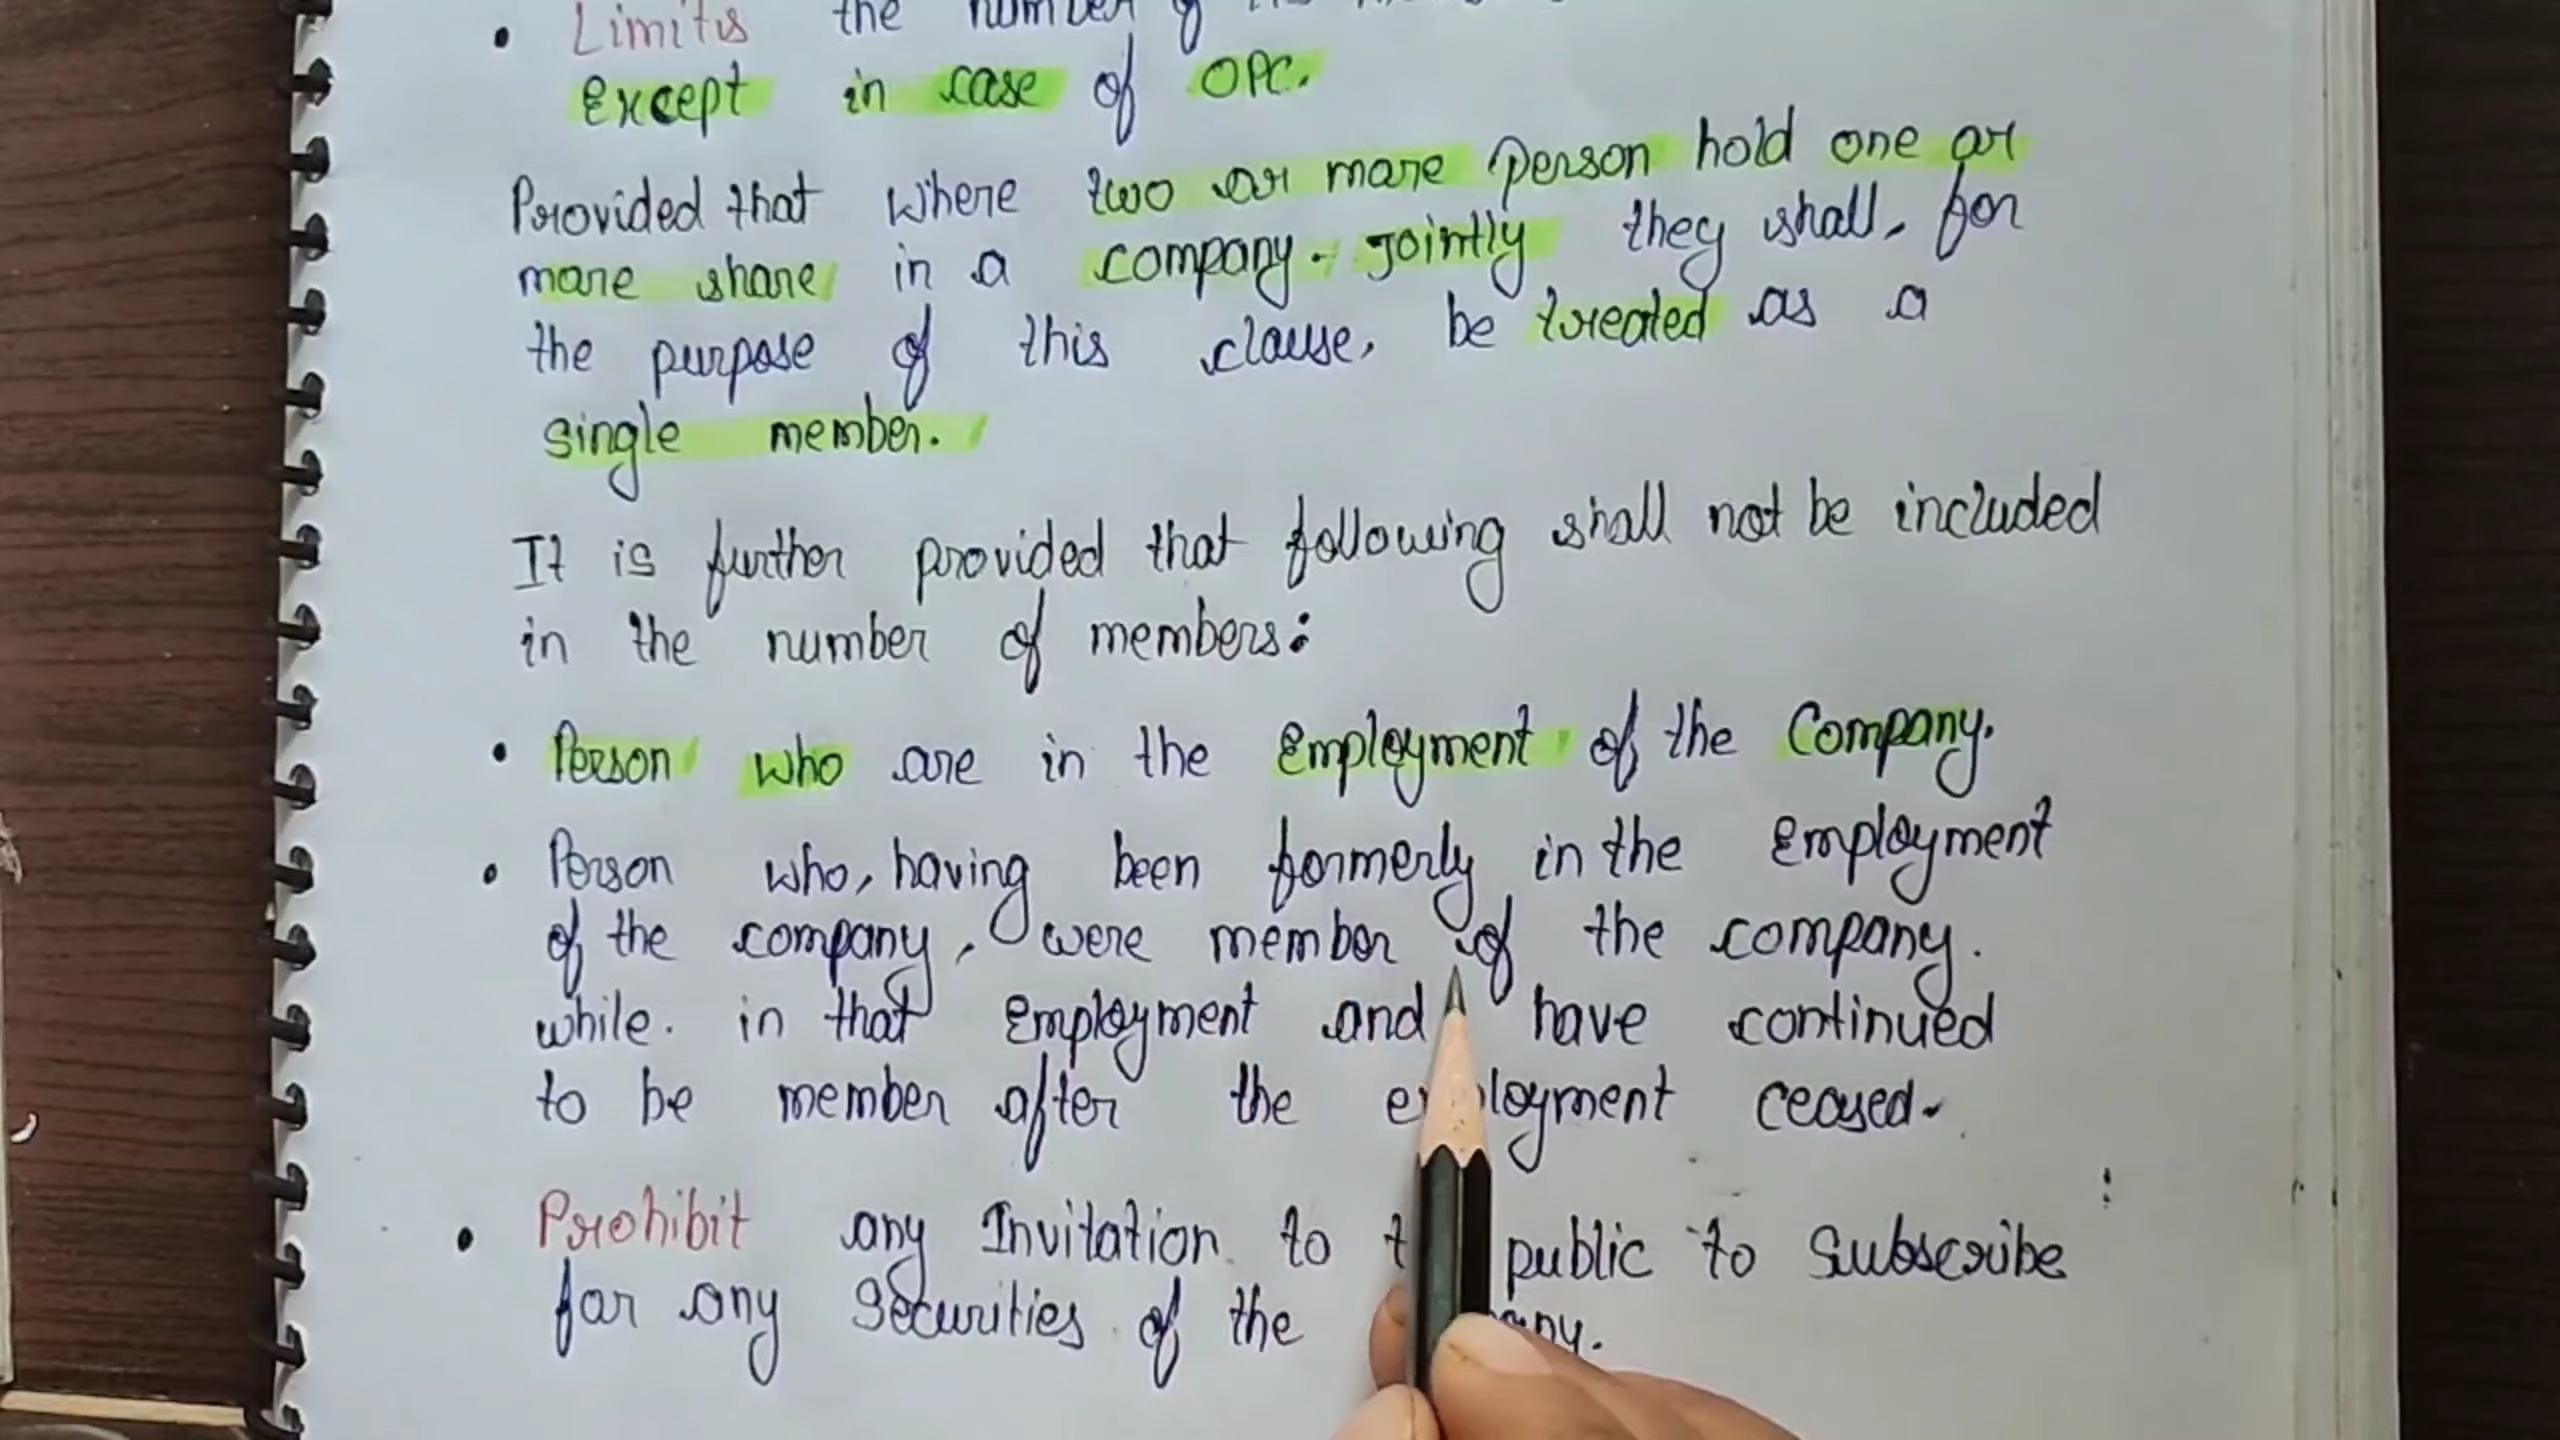 • Limits the number of
Except in case of OPC.
Provided that where two or more person hold one or
more share in a company. Jointly they shall, for
the purpose of this clause, be treated as a
single member.
It is further provided that following shall not be included
in the number of members:
• Person who are in the Employment of the Company.
• Person who, having been formerly in the Employment
of the company, were member of the company.
while. in that Employment and have continued
to be member after the employment ceased.
• Prohibit any Invitation to public to Subscribe
for any Securities of the